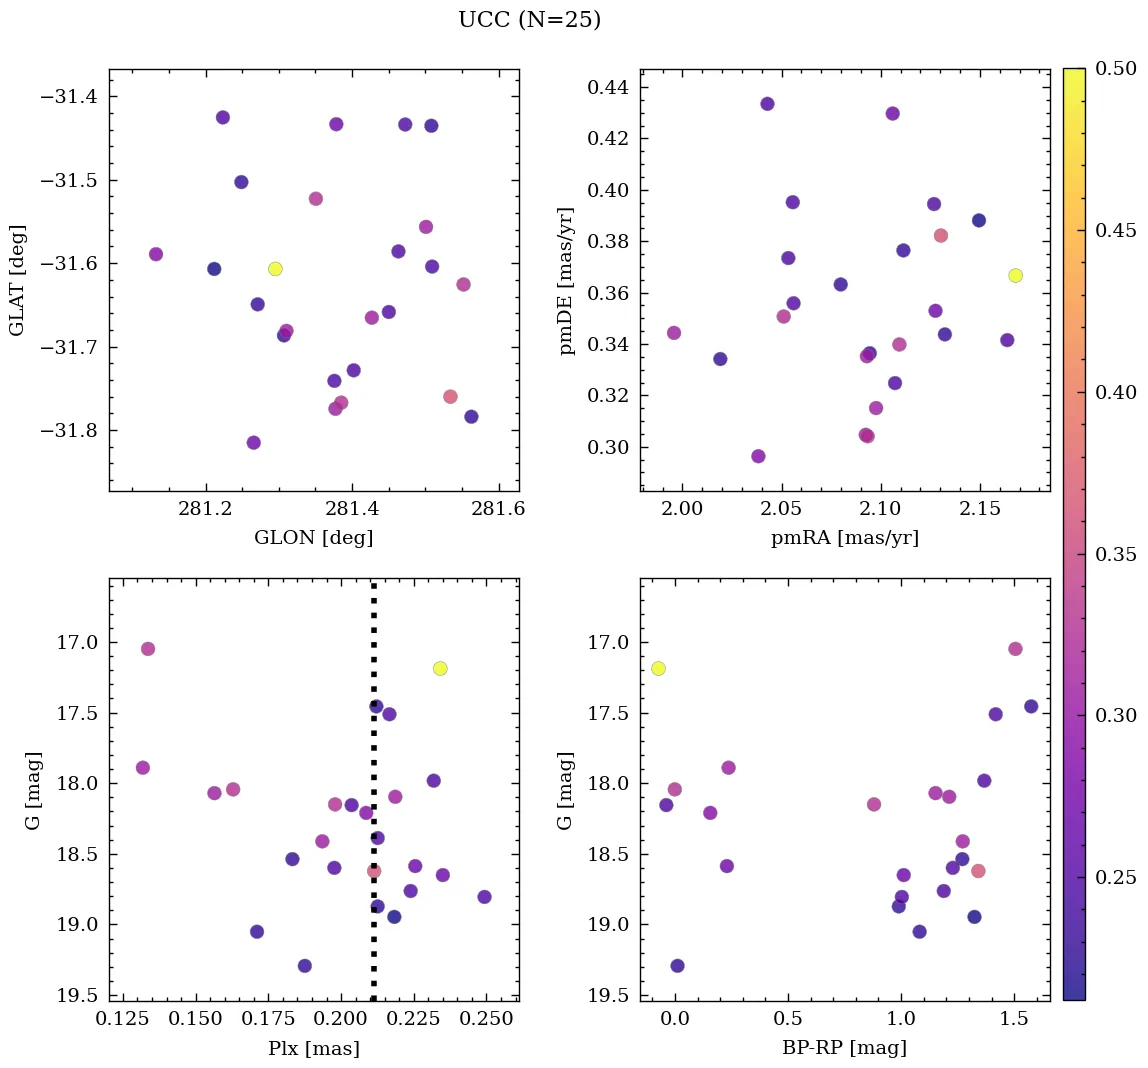 UCC (N=25)
−31.4
−31.5
−31.6
−31.7
−31.8
GLAT [deg]
281.2 281.4 281.6
GLON [deg]
0.44
0.42
0.40
0.38
0.36
0.34
0.32
0.30
pmDE [mas/yr]
2.00 2.05 2.10 2.15
pmRA [mas/yr]
17.0
17.5
18.0
18.5
19.0
19.5
G [mag]
0.125 0.150 0.175 0.200 0.225 0.250
Plx [mas]
17.0
17.5
18.0
18.5
19.0
19.5
G [mag]
0.0 0.5 1.0 1.5
BP-RP [mag]
0.50
0.45
0.40
0.35
0.30
0.25